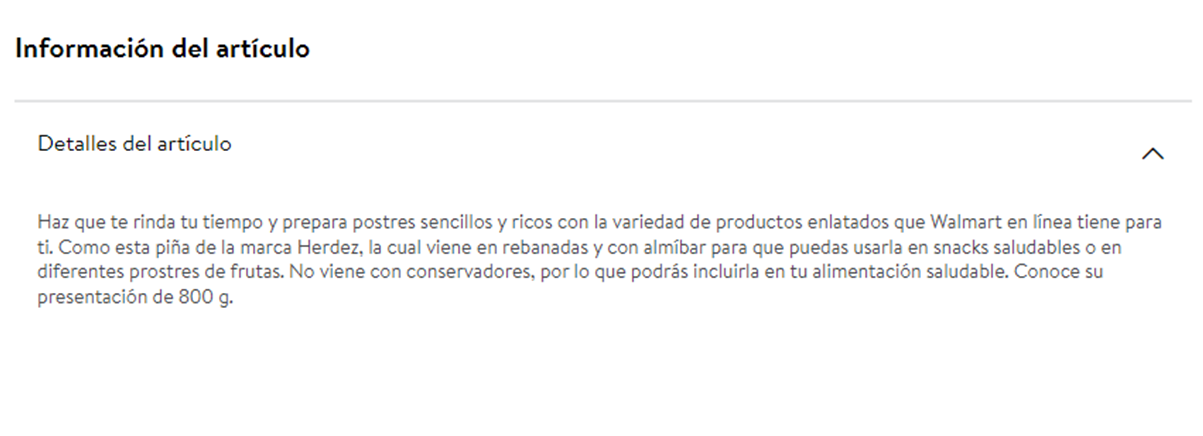 Información del artículo
Detalles del artículo
Haz que te rinda tu tiempo y prepara postres sencillos y ricos con la variedad de productos enlatados que Walmart en línea tiene para
ti. Como esta piña de la marca Herdez, la cual viene en rebanadas y con almíbar para que puedas usarla en snacks saludables o en
diferentes prostres de frutas. No viene con conservadores, por lo que podrás incluirla en tu alimentación saludable. Conoce su
presentación de 800 g.